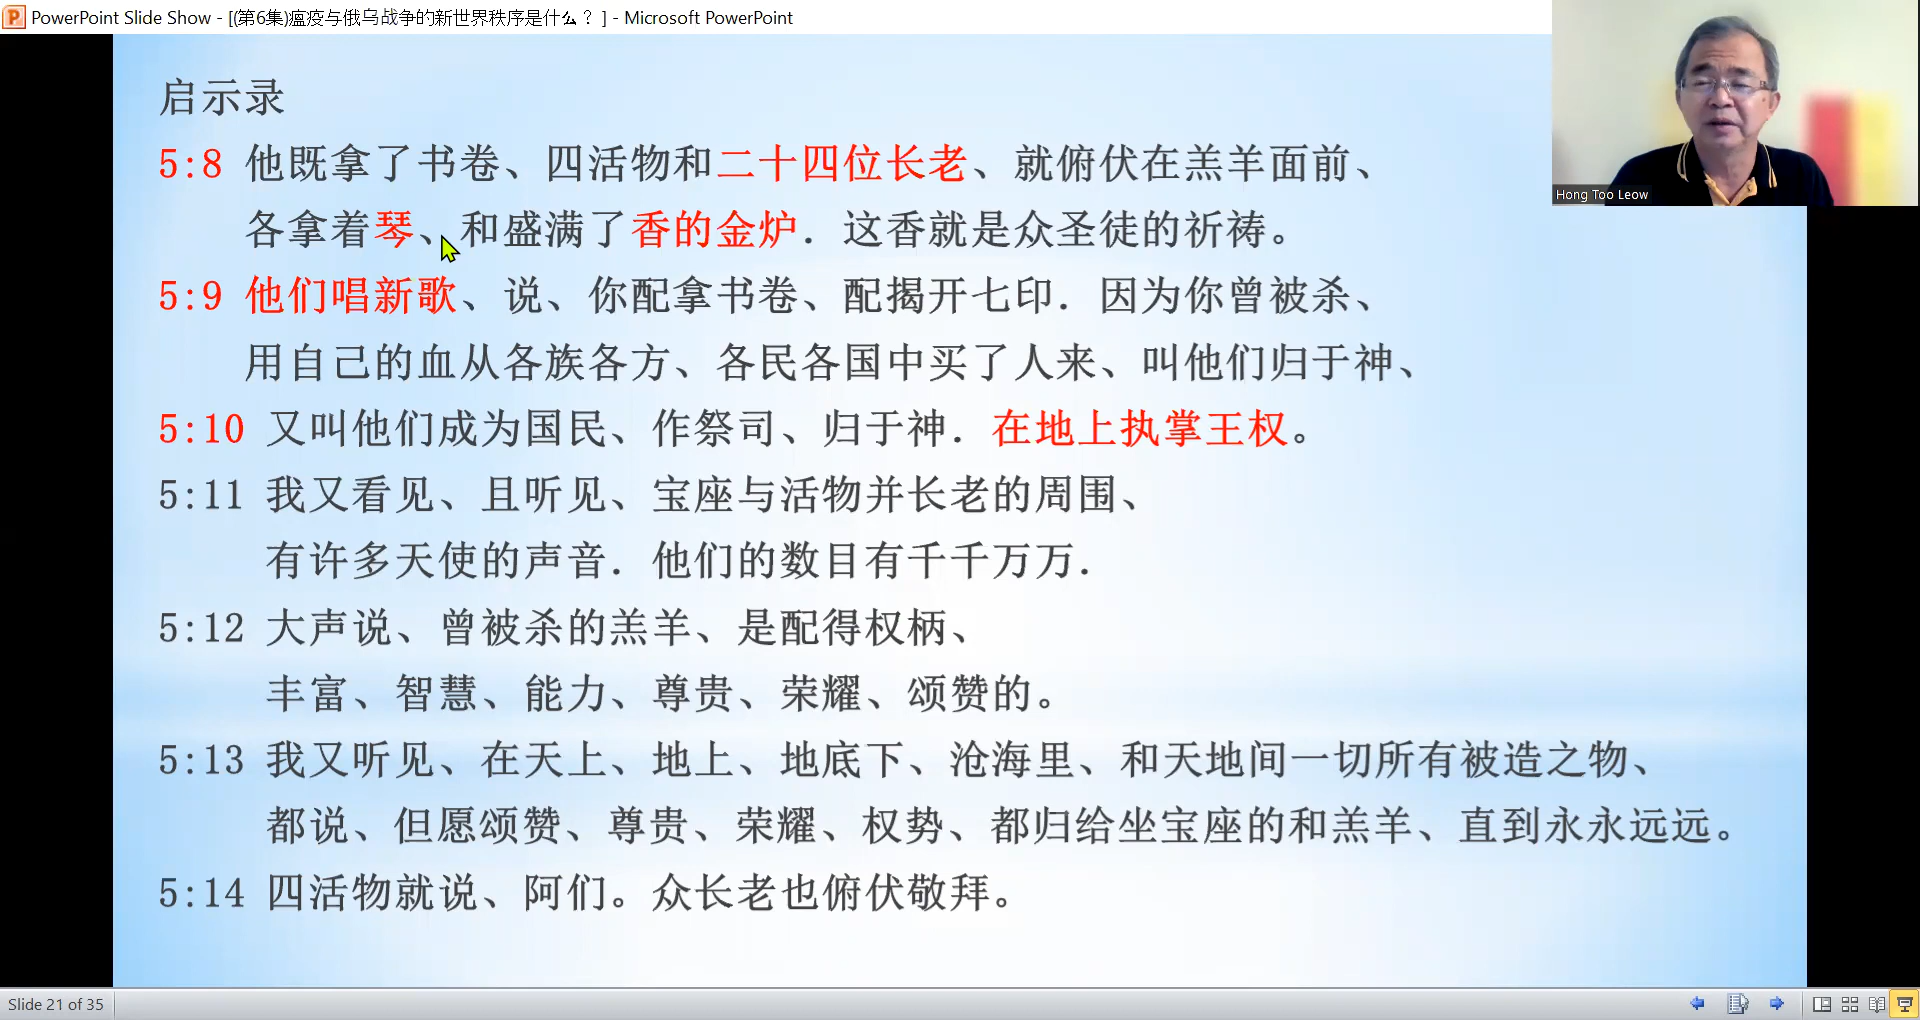 PowerPoint Slide Show - [(第6集)瘟疫与俄乌战争的新世界秩序是什么？ ] - Microsoft PowerPoint
Hong Too Leow
启示录
5:8 他既拿了书卷、四活物和二十四位长老、就俯伏在羔羊面前、
各拿着琴、和盛满了香的金炉．这香就是众圣徒的祈祷。
5:9 他们唱新歌、说、你配拿书卷、配揭开七印．因为你曾被杀、
用自己的血从各族各方、各民各国中买了人来、叫他们归于神、
5:10 又叫他们成为国民、作祭司、归于神．在地上执掌王权。
5:11 我又看见、且听见、宝座与活物并长老的周围、
有许多天使的声音．他们的数目有千千万万．
5:12 大声说、曾被杀的羔羊、是配得权柄、
丰富、智慧、能力、尊贵、荣耀、颂赞的。
5:13 我又听见、在天上、地上、地底下、沧海里、和天地间一切所有被造之物、
都说、但愿颂赞、尊贵、荣耀、权势、都归给坐宝座的和羔羊、直到永永远远。
5:14 四活物就说、阿们。众长老也俯伏敬拜。
Slide 21 of 35